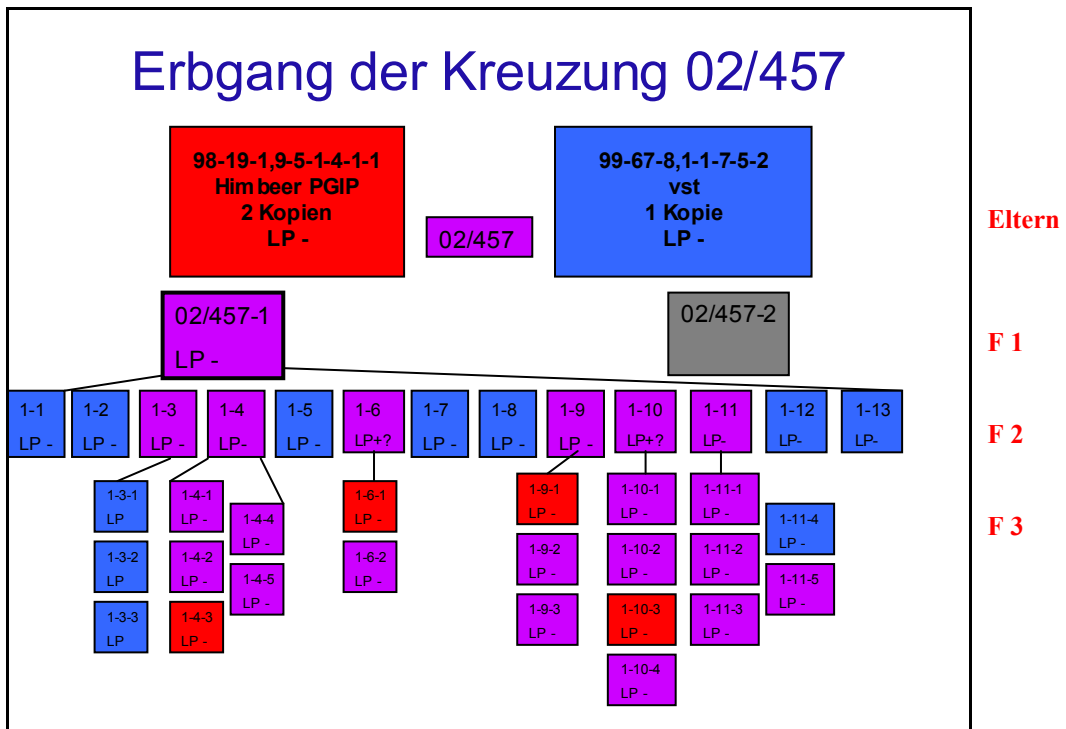 Erbgang der Kreuzung 02/457
98-19-1,9-5-1-4-1-1
Himbeer PGIP
2 Kopien
LP -
02/457
99-67-8,1-1-7-5-2
vst
1 Kopie
LP -
Eltern
02/457-1
LP -
02/457-2
F 1
1-1
LP -
1-2
LP -
1-3
LP -
1-4
LP-
1-5
LP -
1-6
LP+?
1-7
LP -
1-8
LP -
1-9
LP -
1-10
LP+?
1-11
LP-
1-12
LP-
1-13
LP-
F 2
1-3-1
LP
1-3-2
LP
1-3-3
LP
1-4-1
LP -
1-4-2
LP -
1-4-3
LP -
1-4-4
LP -
1-4-5
LP -
1-6-1
LP -
1-6-2
LP -
1-9-1
LP -
1-9-2
LP -
1-9-3
LP -
1-10-1
LP -
1-10-2
LP -
1-10-3
LP -
1-10-4
LP -
1-11-1
LP -
1-11-2
LP -
1-11-3
LP -
1-11-4
LP -
1-11-5
LP -
F 3